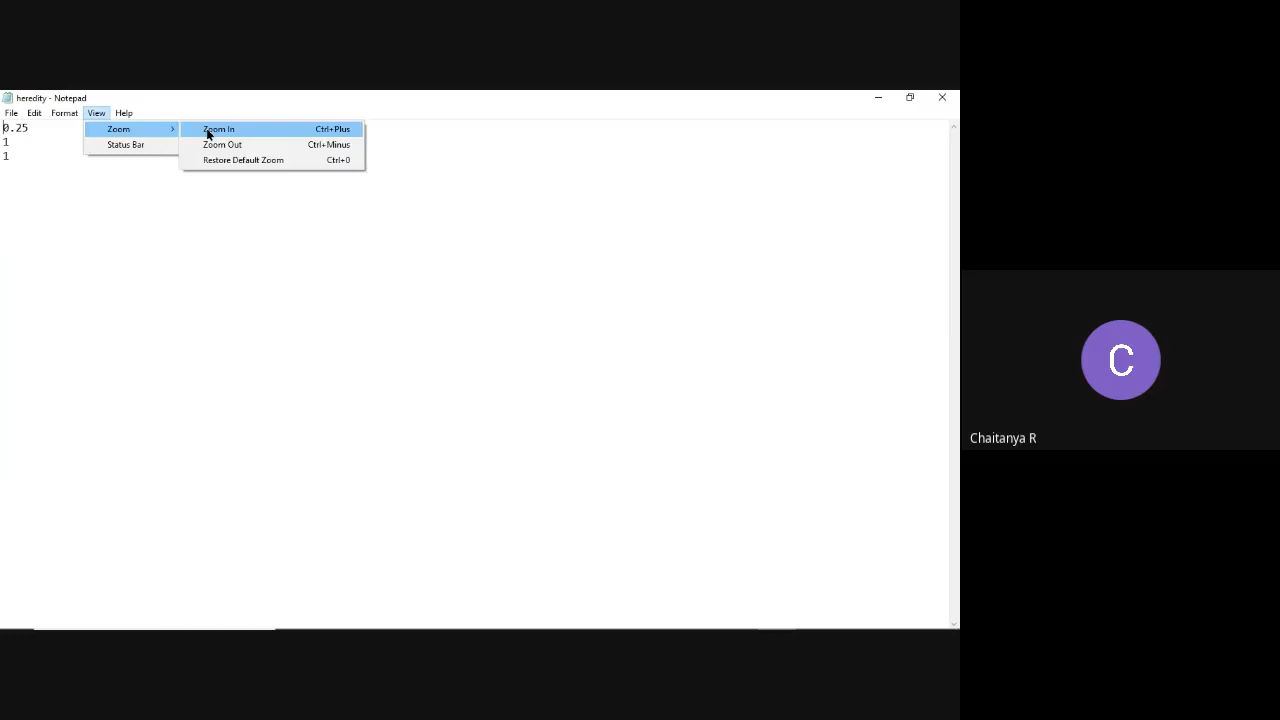 heredity - Notepad
File Edit Format View Help
0.25
1
1
Zoom >
Status Bar
Zoom In Ctrl+Plus
Zoom Out Ctrl+Minus
Restore Default Zoom Ctrl+0
C
Chaitanya R